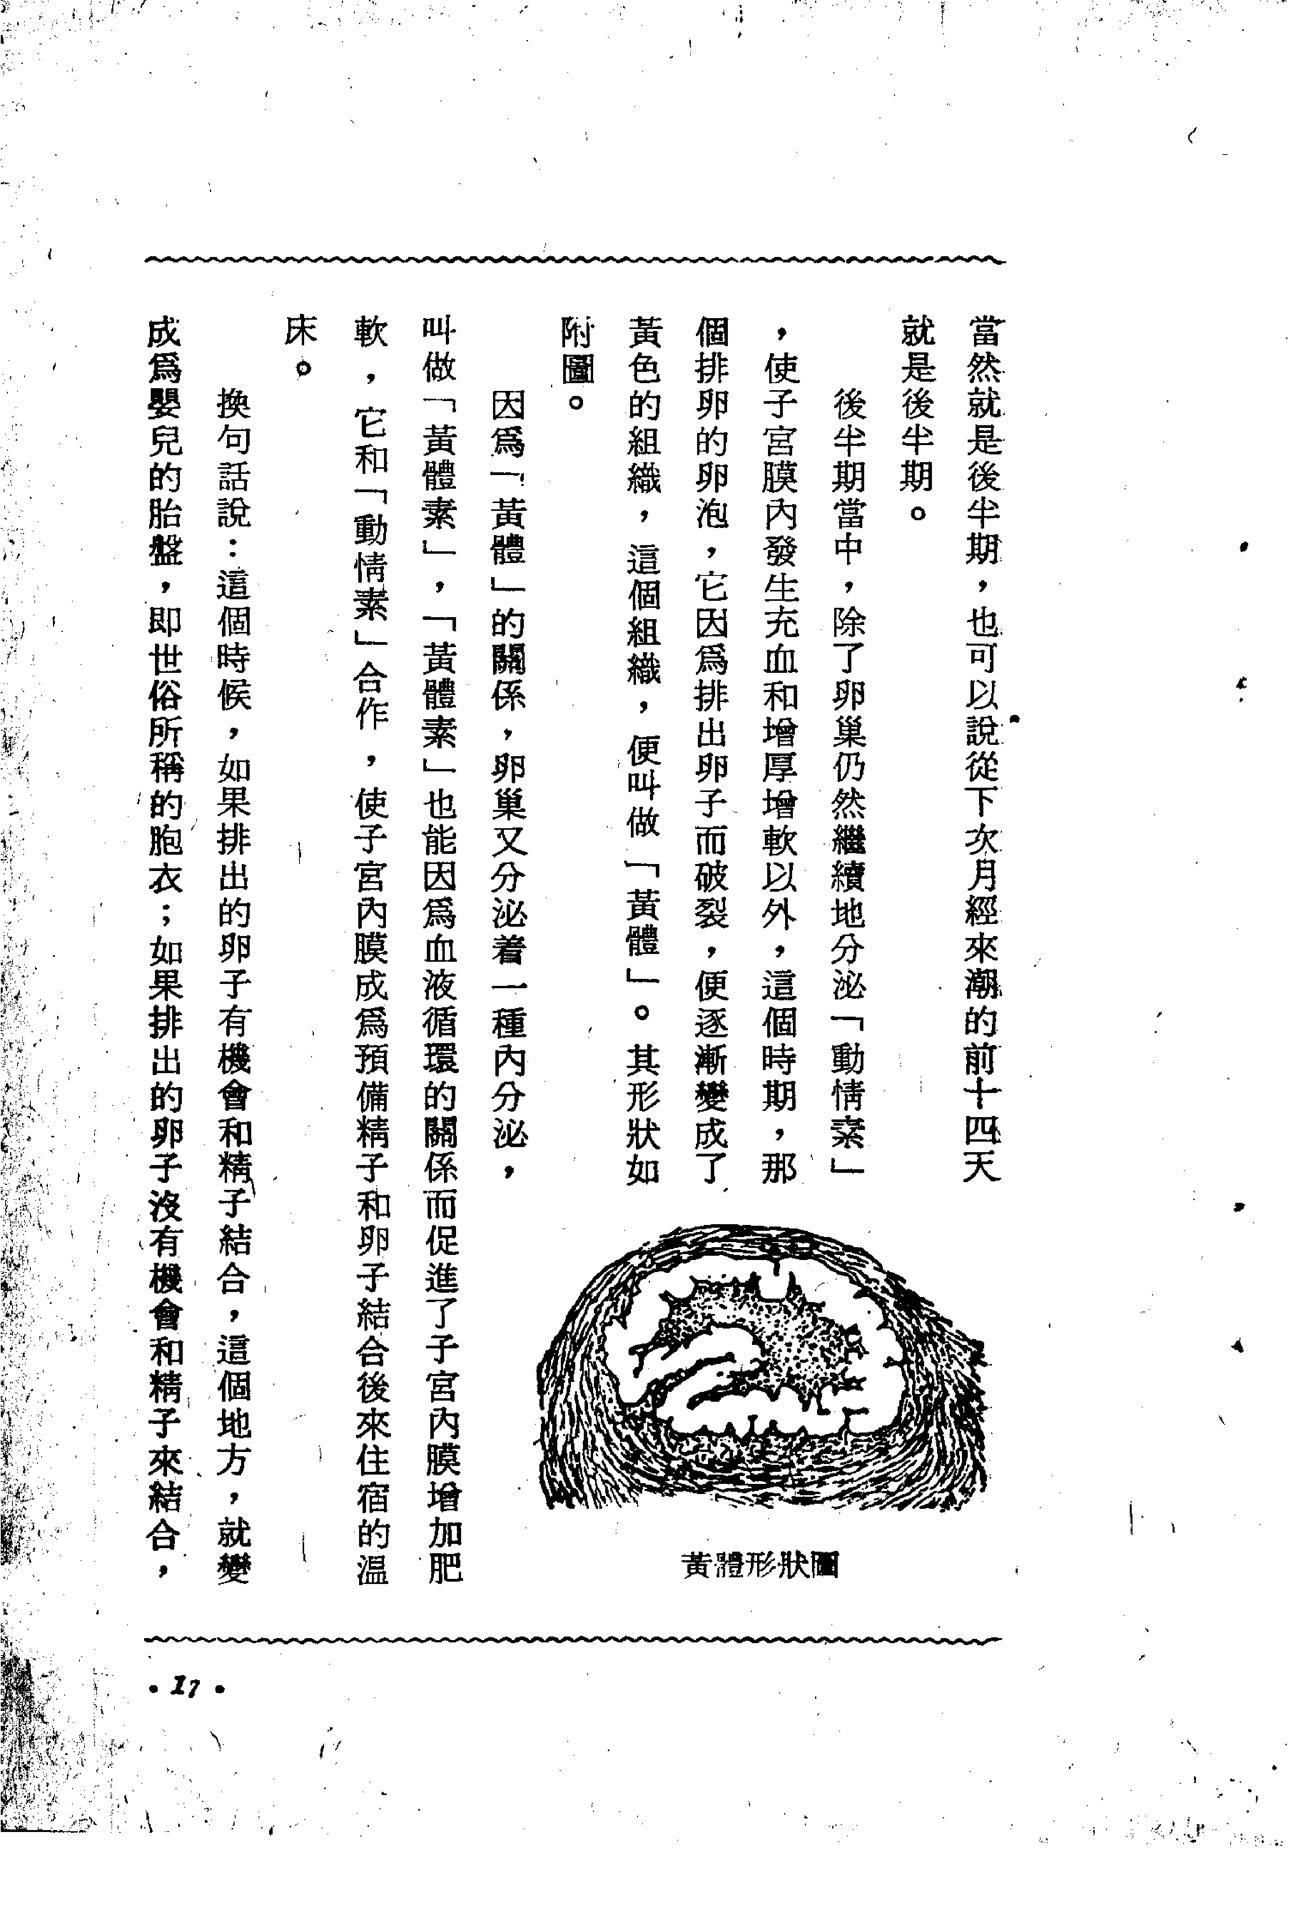 當然就是後半期，也可以說從下次月經來潮的前十四天
就是後半期。
後半期當中，除了卵巢仍然繼續地分泌「動情素」
，使子宮膜內發生充血和增厚增軟以外，這個時期，那
個排卵的卵泡，它因爲排出卵子而破裂，便逐漸變成了
黃色的組織，這個組織，便叫做「黃體」。其形狀如
附圖。
因爲「黃體」的關係，卵巢又分泌着一種內分泌，
叫做「黃體素」，「黃體素」也能因爲血液循環的關係而促進了子宮內膜增加肥
軟，它和「動情素」合作，使子宮內膜成爲預備精子和卵子結合後來住宿的溫
床。
換句話說：這個時候，如果排出的卵子有機會和精子結合，這個地方，就變
成爲嬰兒的胎盤，即世俗所稱的胞衣；如果排出的卵子沒有機會和精子來結合，
黃體形狀圖
•17•